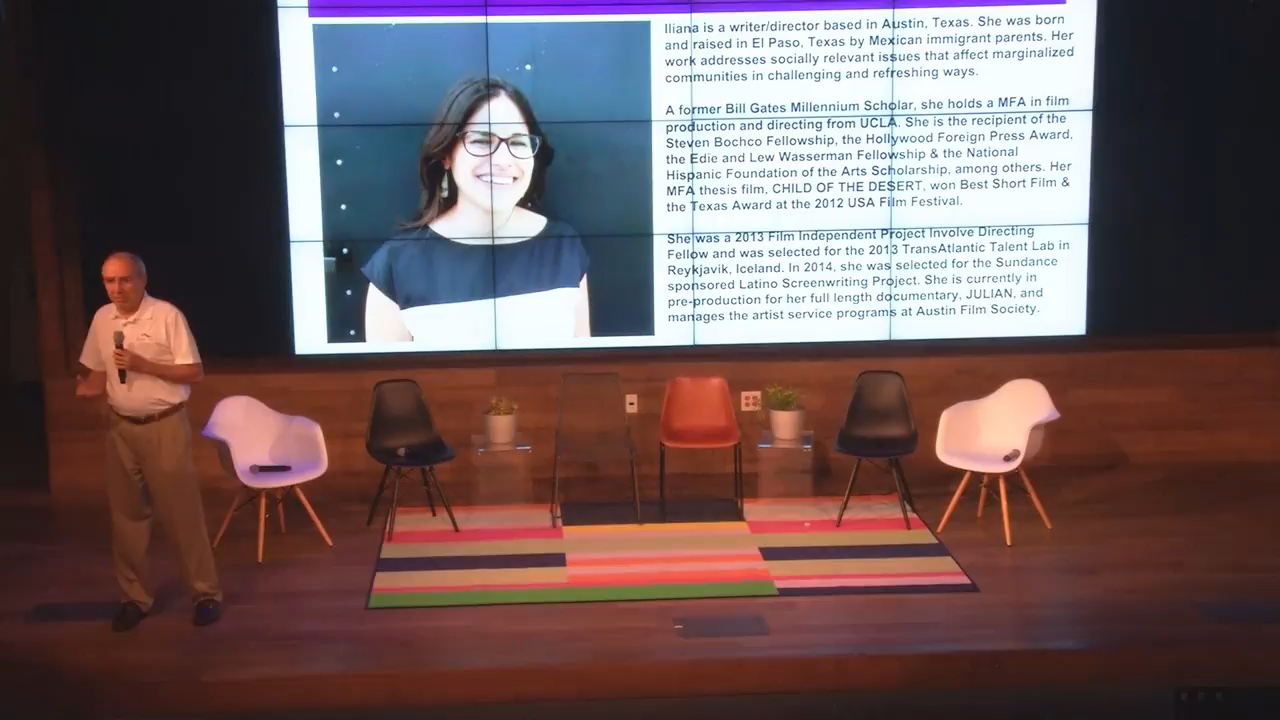 Iliana is a writer/director based in Austin, Texas. She was born
and raised in El Paso, Texas by Mexican immigrant parents. Her
work addresses socially relevant issues that affect marginalized
communities in challenging and refreshing ways.
A former Bill Gates Millennium Scholar, she holds a MFA in film
production and directing from UCLA. She is the recipient of the
Steven Bochco Fellowship, the Hollywood Foreign Press Award,
the Edie and Lew Wasserman Fellowship & the National
Hispanic Foundation of the Arts Scholarship, among others. Her
MFA thesis film, CHILD OF THE DESERT, won Best Short Film &
the Texas Award at the 2012 USA Film Festival.
She was a 2013 Film Independent Project Involve Directing
Fellow and was selected for the 2013 TransAtlantic Talent Lab in
Reykjavik, Iceland. In 2014, she was selected for the Sundance
sponsored Latino Screenwriting Project. She is currently in
pre-production for her full length documentary, JULIAN, and
manages the artist service programs at Austin Film Society.